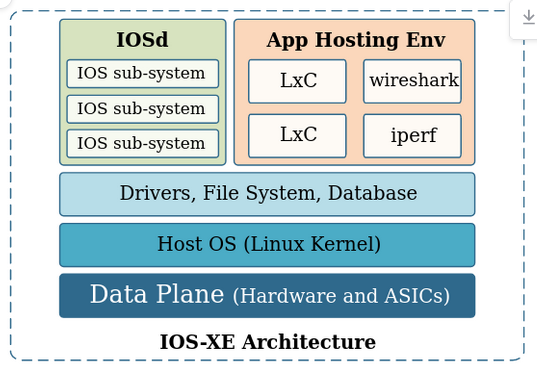 IOSd
IOS sub-system
IOS sub-system
IOS sub-system
App Hosting Env
LxC
wireshark
LxC
iperf
Drivers, File System, Database
Host OS (Linux Kernel)
Data Plane (Hardware and ASICs)
IOS-XE Architecture